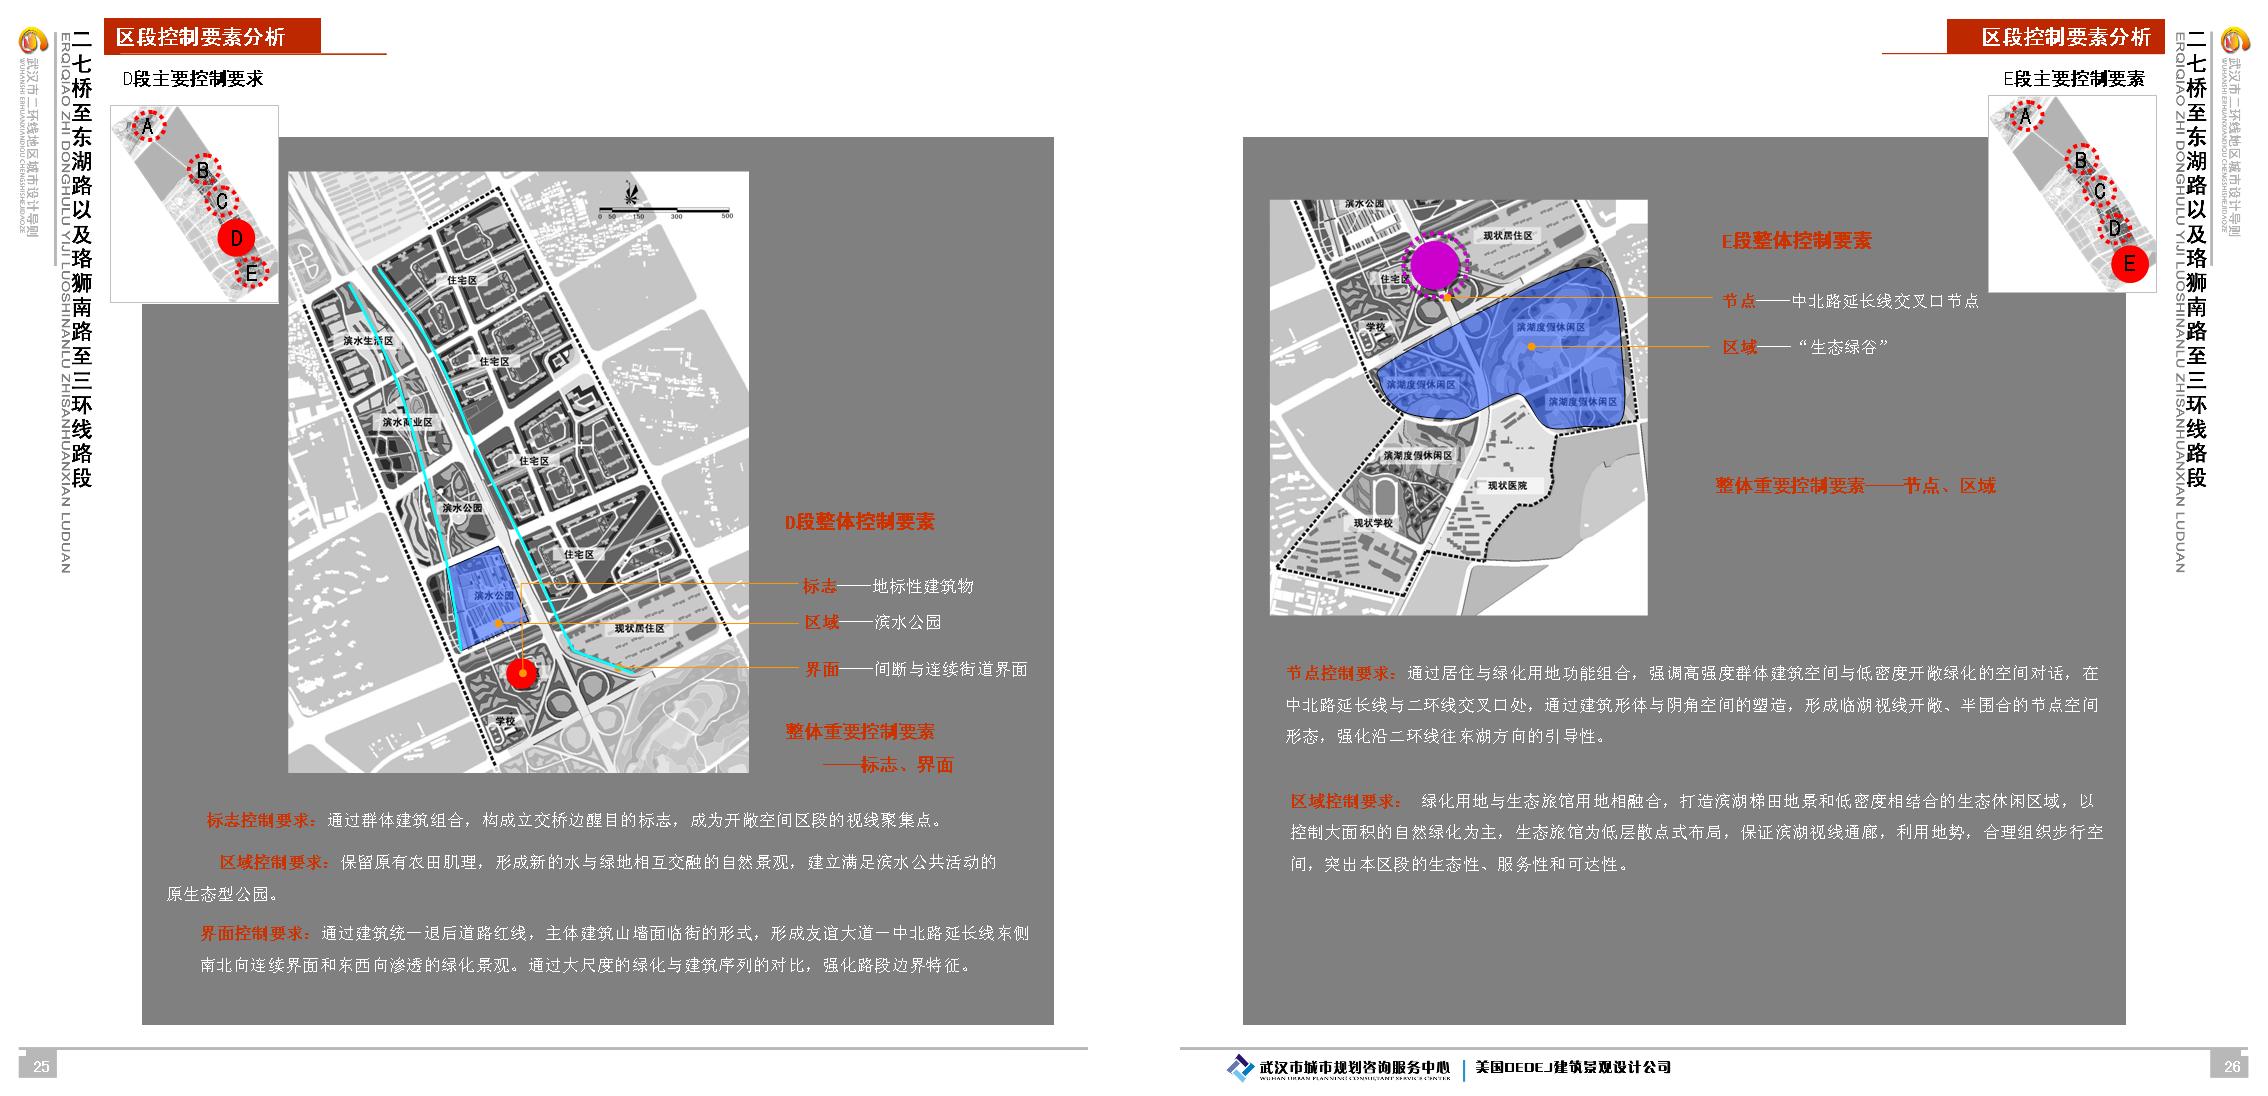 区段控制要素分析
D段主要控制要求
二七桥至东湖路以及珞狮南路至三环线路段
ERQIQIAO ZHI DONGHULU YIJI LUOSHINANLU ZHISANHUANXIAN LUDUAN
武汉市二环线地区城市设计导则
A
B
C
D
E
0 50 150 300 500
住宅区
滨水生活区
住宅区
滨水商业区
住宅区
滨水公园
住宅区
滨水公园
现状居住区
学校
D段整体控制要素
标志——地标性建筑物
区域——滨水公园
界面——间断与连续街道界面
整体重要控制要素
——标志、界面
标志控制要求：通过群体建筑组合，构成立交桥边醒目的标志，成为开敞空间区段的视线聚集点。
区域控制要求：保留原有农田肌理，形成新的水与绿地相互交融的自然景观，建立满足滨水公共活动的
原生态型公园。
界面控制要求：通过建筑统一退后道路红线，主体建筑山墙面临街的形式，形成友谊大道—中北路延长线东侧
南北向连续界面和东西向渗透的绿化景观。通过大尺度的绿化与建筑序列的对比，强化路段边界特征。
25
区段控制要素分析
E段主要控制要素
二七桥至东湖路以及珞狮南路至三环线路段
ERQIQIAO ZHI DONGHULU YIJI LUOSHINANLU ZHISANHUANXIAN LUDUAN
武汉市二环线地区城市设计导则
A
B
C
D
E
滨水公园
现状居住区
住宅区
学校
滨湖度假休闲区
滨湖度假休闲区
滨湖度假休闲区
滨湖度假休闲区
现状医院
现状学校
E段整体控制要素
节点——中北路延长线交叉口节点
区域——“生态绿谷”
整体重要控制要素——节点、区域
节点控制要求：通过居住与绿化用地功能组合，强调高强度群体建筑空间与低密度开敞绿化的空间对话，在
中北路延长线与二环线交叉口处，通过建筑形体与阴角空间的塑造，形成临湖视线开敞、半围合的节点空间
形态，强化沿二环线往东湖方向的引导性。
区域控制要求： 绿化用地与生态旅馆用地相融合，打造滨湖梯田地景和低密度相结合的生态休闲区域，以
控制大面积的自然绿化为主，生态旅馆为低层散点式布局，保证滨湖视线通廊，利用地势，合理组织步行空
间，突出本区段的生态性、服务性和可达性。
武汉市城市规划咨询服务中心
WUHAN URBAN PLANNING CONSULTANT SERVICE CENTER
美国DEDEJ建筑景观设计公司
26